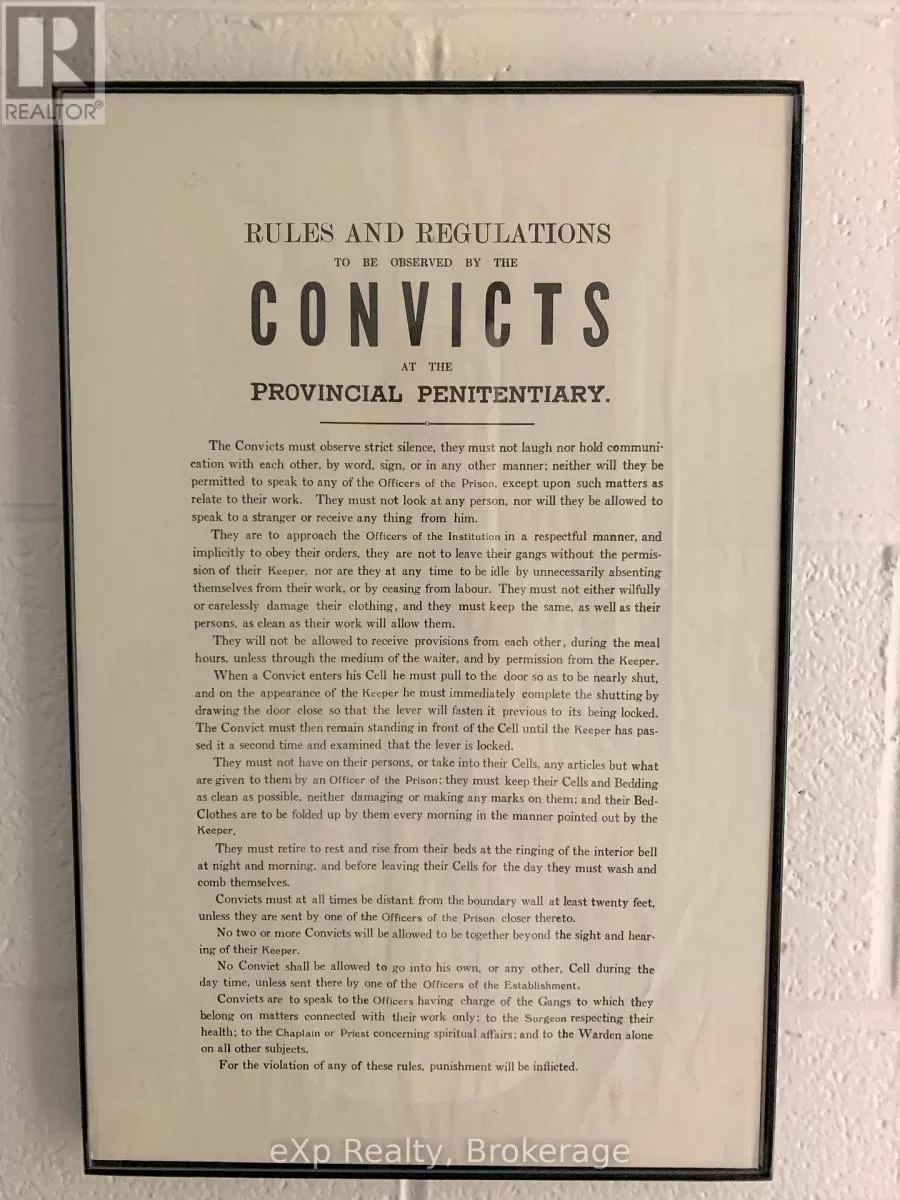 R
REALTOR®
RULES AND REGULATIONS
TO BE OBSERVED BY THE
CONVICTS
AT THE
PROVINCIAL PENITENTIARY.
The Convicts must observe strict silence, they must not laugh nor hold communi-
cation with each other, by word, sign, or in any other manner; neither will they be
permitted to speak to any of the Officers of the Prison, except upon such matters as
relate to their work. They must not look at any person, nor will they be allowed to
speak to a stranger or receive any thing from him.
They are to approach the Officers of the Institution in a respectful manner, and
implicitly to obey their orders, they are not to leave their gangs without the permis-
sion of their Keeper, nor are they at any time to be idle by unnecessarily absenting
themselves from their work, or by ceasing from labour. They must not either wilfully
or carelessly damage their clothing, and they must keep the same, as well as their
persons, as clean as their work will allow them.
They will not be allowed to receive provisions from each other, during the meal
hours, unless through the medium of the waiter, and by permission from the Keeper.
When a Convict enters his Cell he must pull to the door so as to be nearly shut,
and on the appearance of the Keeper he must immediately complete the shutting by
drawing the door close so that the lever will fasten it previous to its being locked.
The Convict must then remain standing in front of the Cell until the Keeper has pas-
sed it a second time and examined that the lever is locked.
They must not have on their persons, or take into their Cells, any articles but what
are given to them by an Officer of the Prison; they must keep their Cells and Bedding
as clean as possible, neither damaging or making any marks on them; and their Bed-
Clothes are to be folded up by them every morning in the manner pointed out by the
Keeper.
They must retire to rest and rise from their beds at the ringing of the interior bell
at night and morning, and before leaving their Cells for the day they must wash and
comb themselves.
Convicts must at all times be distant from the boundary wall at least twenty feet,
unless they are sent by one of the Officers of the Prison closer thereto.
No two or more Convicts will be allowed to be together beyond the sight and hear-
ing of their Keeper.
No Convict shall be allowed to go into his own, or any other, Cell during the
day time, unless sent there by one of the Officers of the Establishment.
Convicts are to speak to the Officers having charge of the Gangs to which they
belong on matters connected with their work only; to the Surgeon respecting their
health; to the Chaplain or Priest concerning spiritual affairs; and to the Warden alone
on all other subjects.
For the violation of any of these rules, punishment will be inflicted.
eXp Realty, Brokerage